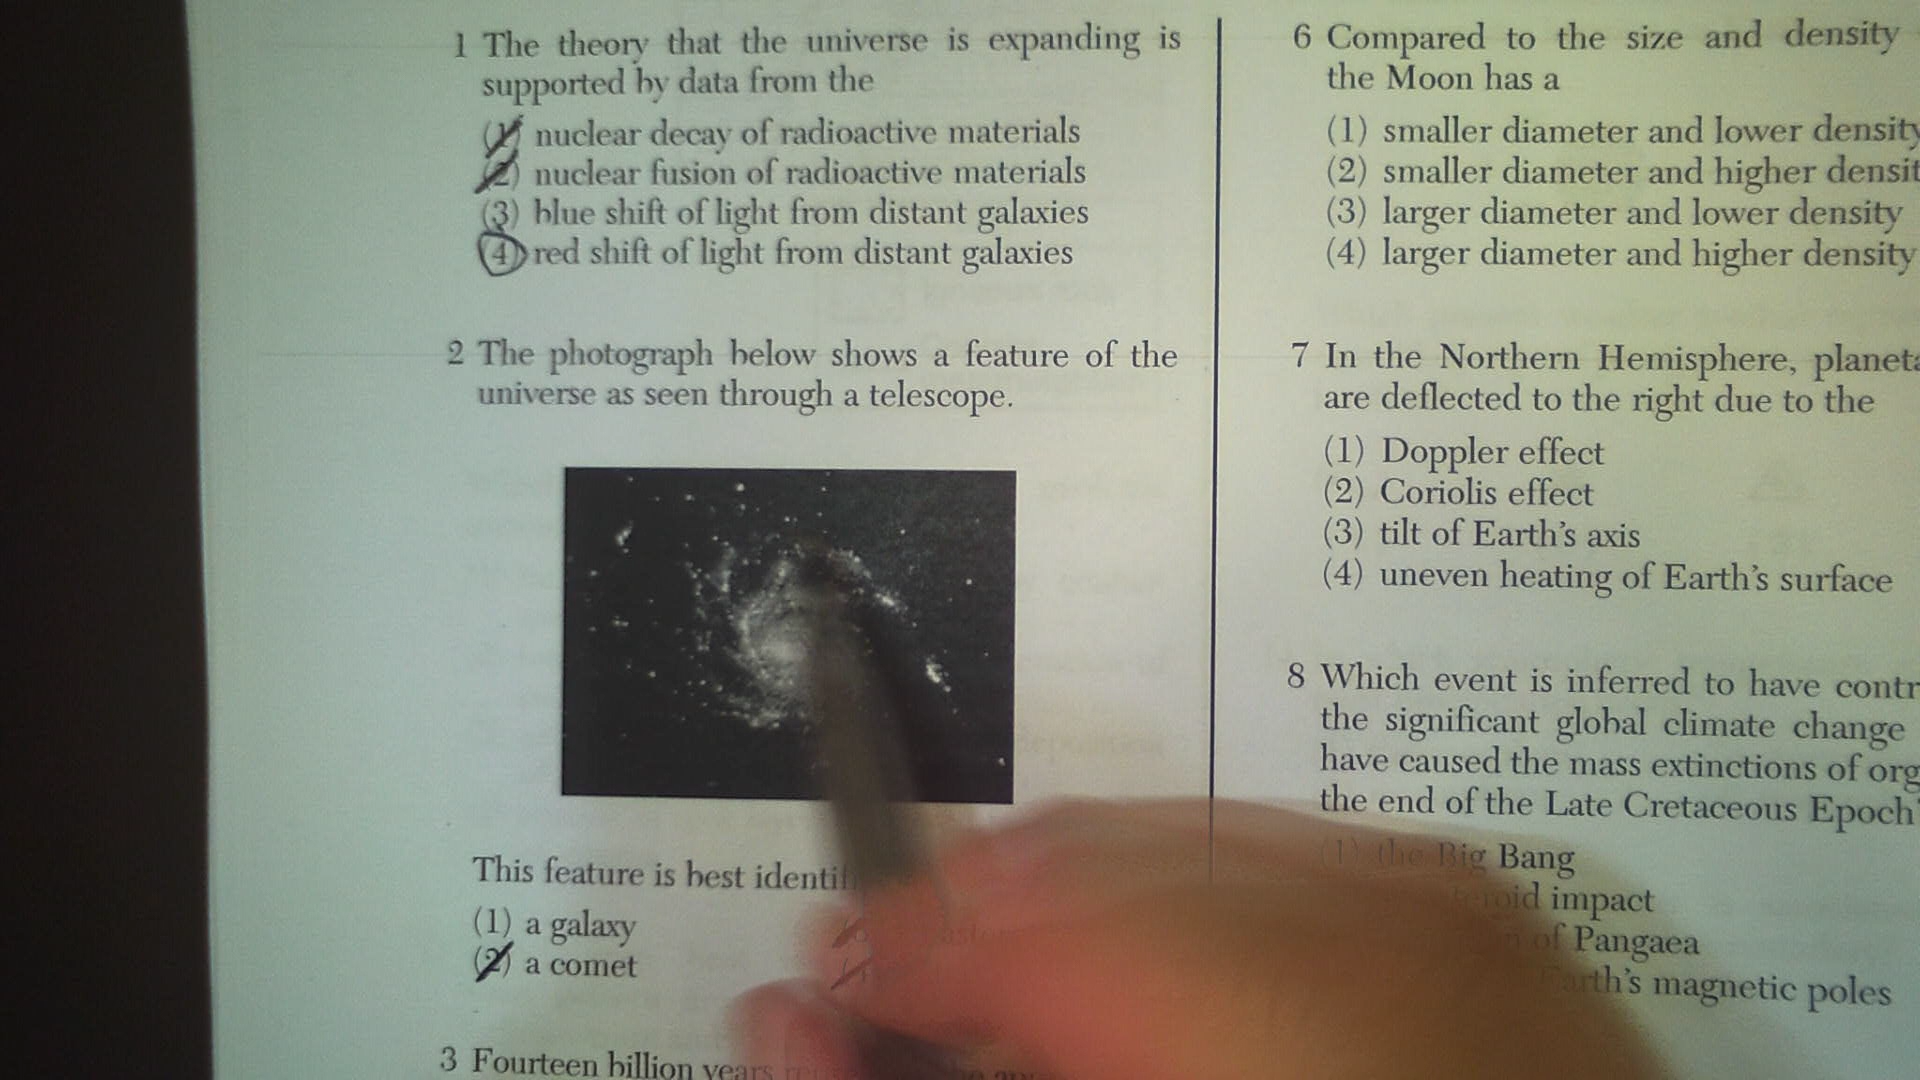 1 The theory that the universe is expanding is
supported by data from the
(1) nuclear decay of radioactive materials
(2) nuclear fusion of radioactive materials
(3) blue shift of light from distant galaxies
(4) red shift of light from distant galaxies
2 The photograph below shows a feature of the
universe as seen through a telescope.
This feature is best
(1) a galaxy
(2) a comet
3 Fourteen billion years
6 Compared to the size and density
the Moon has a
(1) smaller diameter and lower density
(2) smaller diameter and higher
(3) larger diameter and lower density
(4) larger diameter and higher density
7 In the Northern Hemisphere,
are deflected to the right due to the
(1) Doppler effect
(2) Coriolis effect
(3) tilt of Earth's axis
(4) uneven heating of Earth's surface
8 Which event is inferred to have
the significant global climate change
have caused the mass extinctions of
the end of the Late Cretaceous Epoch
(1) the Big Bang
impact
of Pangaea
magnetic poles